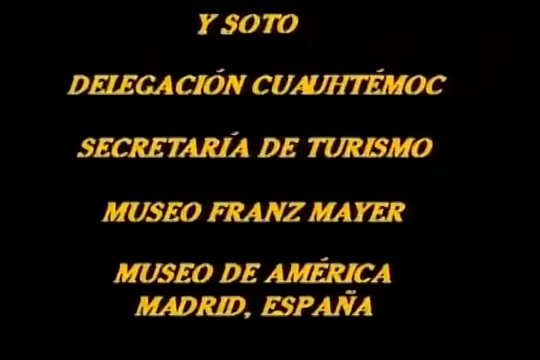 Y SOTO
DELEGACIÓN CUAUHTÉMOC
SECRETARÍA DE TURISMO
MUSEO FRANZ MAYER
MUSEO DE AMÉRICA
MADRID, ESPAÑA